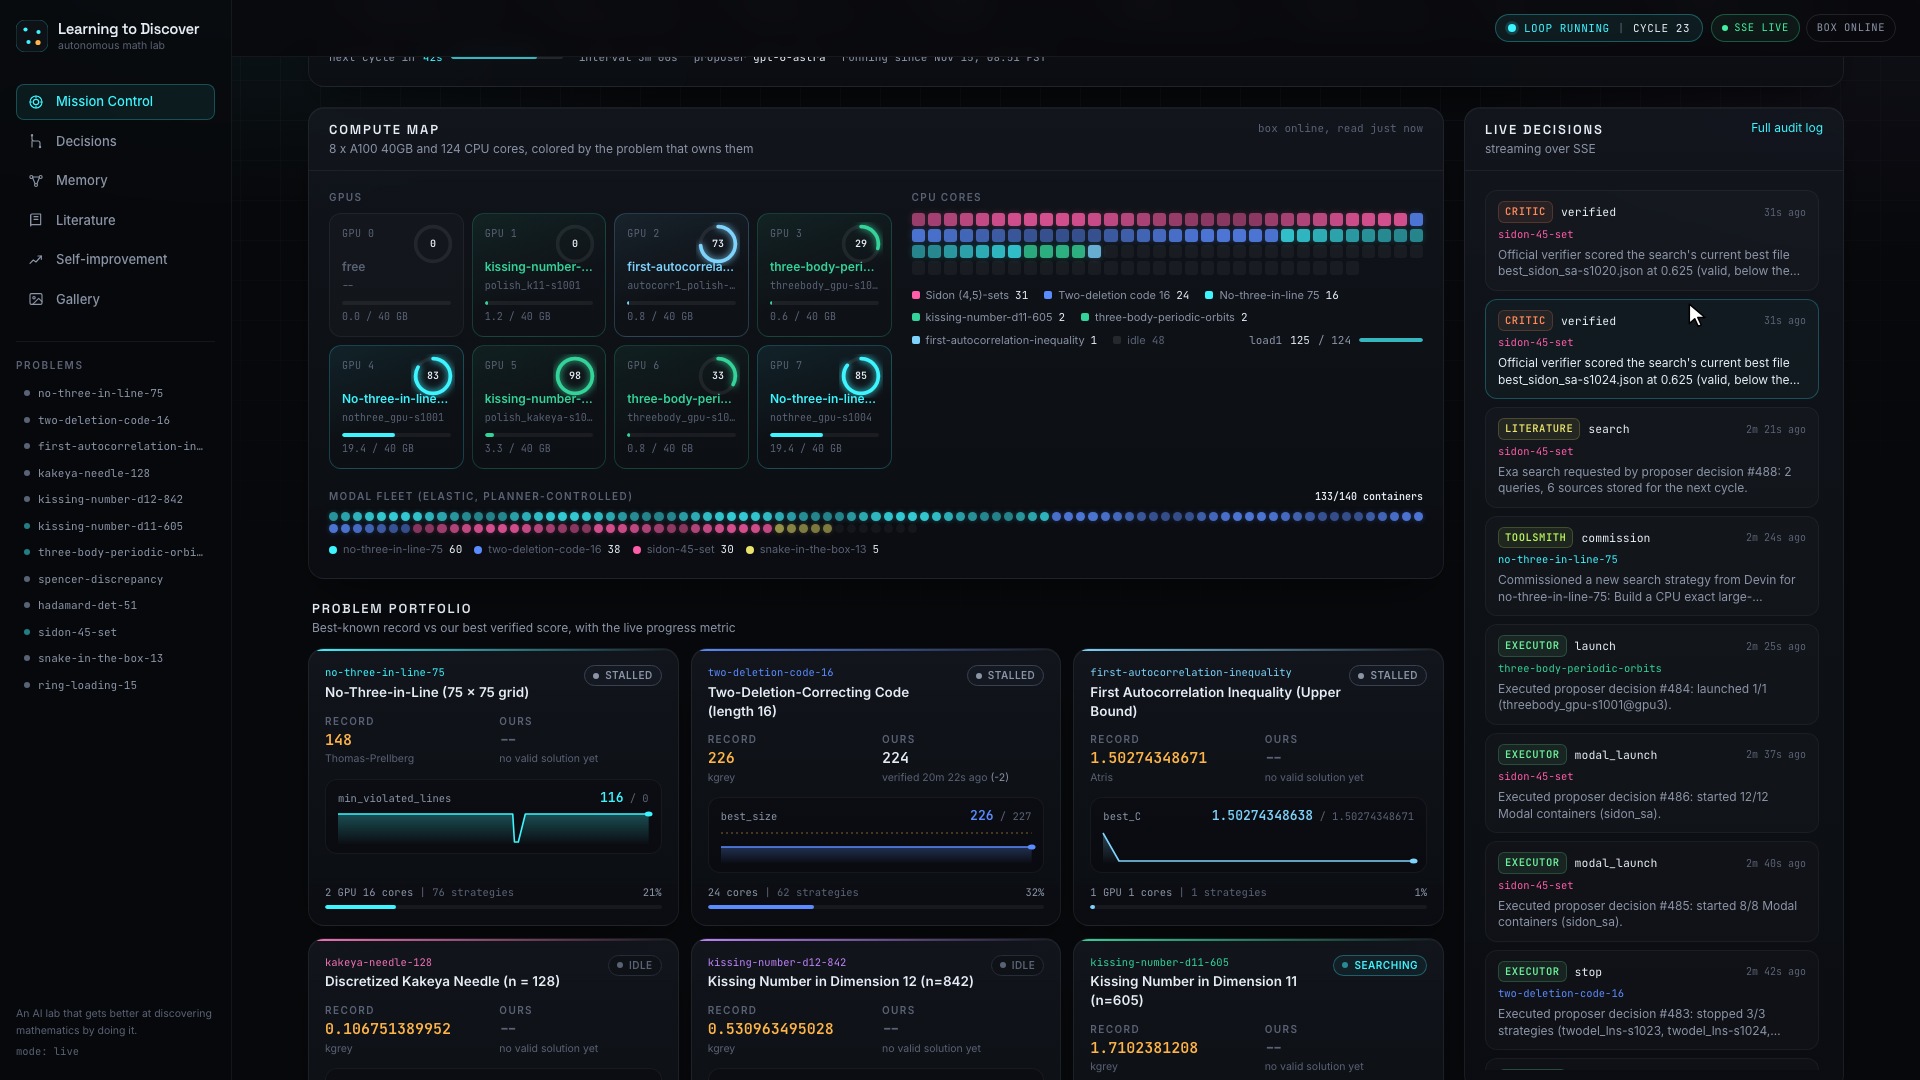 Learning to Discover
autonomous math lab
LOOP RUNNING | CYCLE 23
SSE LIVE
BOX ONLINE
Mission Control
Decisions
Memory
Literature
Self-improvement
Gallery
PROBLEMS
no-three-in-line-75
two-deletion-code-16
first-autocorrelation-in…
kakeya-needle-128
kissing-number-d12-842
kissing-number-d11-605
three-body-periodic-orbi…
spencer-discrepancy
hadamard-det-51
sidon-45-set
snake-in-the-box-13
ring-loading-15
An AI lab that gets better at discovering
mathematics by doing it.
mode: live
next cycle in 42s interval 3m 00s proposer gpt-6-astra running since NOV 15, 08:51 PST
COMPUTE MAP
box online, read just now
8 x A100 40GB and 124 CPU cores, colored by the problem that owns them
GPUS
GPU 0
0
free
--
0.0 / 40 GB
GPU 1
0
kissing-number-…
polish_k11-s1001
1.2 / 40 GB
GPU 2
73
first-autocorrela…
autocorr1_polish-…
0.8 / 40 GB
GPU 3
29
three-body-peri…
threebody_gpu-s10…
0.6 / 40 GB
GPU 4
83
No-three-in-line…
nothree_gpu-s1001
19.4 / 40 GB
GPU 5
98
kissing-number-…
polish_kakeya-s10…
3.3 / 40 GB
GPU 6
33
three-body-peri…
threebody_gpu-s10…
0.8 / 40 GB
GPU 7
85
No-three-in-line…
nothree_gpu-s1004
19.4 / 40 GB
CPU CORES
Sidon (4,5)-sets 31 Two-deletion code 16 24 No-three-in-line 75 16
kissing-number-d11-605 2 three-body-periodic-orbits 2
first-autocorrelation-inequality 1 idle 48 load1 125 / 124
MODAL FLEET (ELASTIC, PLANNER-CONTROLLED)
133/140 containers
no-three-in-line-75 60 two-deletion-code-16 38 sidon-45-set 30 snake-in-the-box-13 5
PROBLEM PORTFOLIO
Best-known record vs our best verified score, with the live progress metric
no-three-in-line-75
STALLED
No-Three-in-Line (75 × 75 grid)
RECORD OURS
148 --
Thomas-Prellberg no valid solution yet
min_violated_lines 116 / 0
2 GPU 16 cores | 76 strategies 21%
two-deletion-code-16
STALLED
Two-Deletion-Correcting Code
(length 16)
RECORD OURS
226 224
kgrey verified 20m 22s ago (-2)
best_size 226 / 227
24 cores | 62 strategies 32%
first-autocorrelation-inequality
STALLED
First Autocorrelation Inequality (Upper
Bound)
RECORD OURS
1.50274348671 --
Atris no valid solution yet
best_C 1.50274348638 / 1.50274348671
1 GPU 1 cores | 1 strategies 1%
kakeya-needle-128
IDLE
Discretized Kakeya Needle (n = 128)
RECORD OURS
0.106751389952 --
kgrey no valid solution yet
kissing-number-d12-842
IDLE
Kissing Number in Dimension 12 (n=842)
RECORD OURS
0.530963495028 --
kgrey no valid solution yet
kissing-number-d11-605
SEARCHING
Kissing Number in Dimension 11
(n=605)
RECORD OURS
1.7102381208 --
kgrey no valid solution yet
LIVE DECISIONS
Full audit log
streaming over SSE
CRITIC verified 31s ago
sidon-45-set
Official verifier scored the search's current best file
best_sidon_sa-s1020.json at 0.625 (valid, below the…
CRITIC verified 31s ago
sidon-45-set
Official verifier scored the search's current best file
best_sidon_sa-s1024.json at 0.625 (valid, below the…
LITERATURE search 2m 21s ago
sidon-45-set
Exa search requested by proposer decision #488: 2
queries, 6 sources stored for the next cycle.
TOOLSMITH commission 2m 24s ago
no-three-in-line-75
Commissioned a new search strategy from Devin for
no-three-in-line-75: Build a CPU exact large-…
EXECUTOR launch 2m 25s ago
three-body-periodic-orbits
Executed proposer decision #484: launched 1/1
(threebody_gpu-s1001@gpu3).
EXECUTOR modal_launch 2m 37s ago
sidon-45-set
Executed proposer decision #486: started 12/12
Modal containers (sidon_sa).
EXECUTOR modal_launch 2m 40s ago
sidon-45-set
Executed proposer decision #485: started 8/8 Modal
containers (sidon_sa).
EXECUTOR stop 2m 42s ago
two-deletion-code-16
Executed proposer decision #483: stopped 3/3
strategies (twodel_lns-s1023, twodel_lns-s1024,…